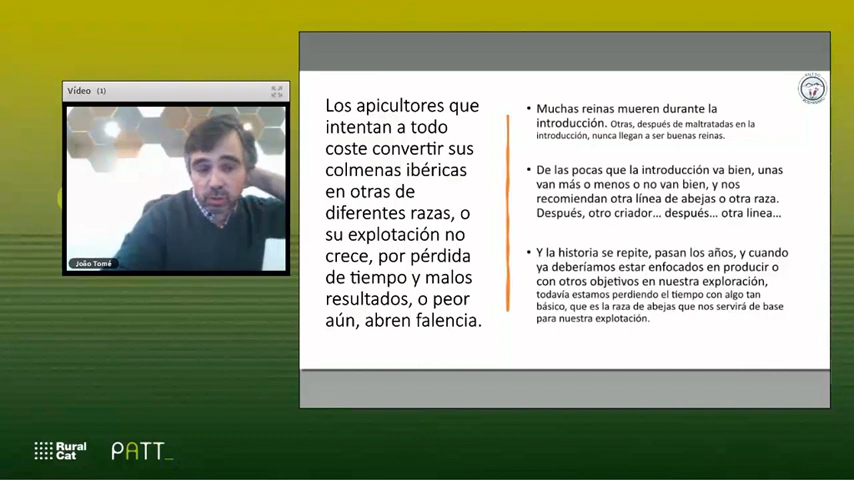 Vídeo (1)
João Tomé
Los apicultores que
intentan a todo
coste convertir sus
colmenas ibéricas
en otras de
diferentes razas, o
su explotación no
crece, por pérdida
de tiempo y malos
resultados, o peor
aún, abren falencia.
• Muchas reinas mueren durante la
introducción. Otras, después de maltratadas en la
introducción, nunca llegan a ser buenas reinas.
• De las pocas que la introducción va bien, unas
van más o menos o no van bien, y nos
recomiendan otra línea de abejas o otra raza.
Después, otro criador… después… otra linea…
• Y la historia se repite, pasan los años, y cuando
ya deberíamos estar enfocados en producir o
con otros objetivos en nuestra exploración,
todavía estamos perdiendo el tiempo con algo tan
básico, que es la raza de abejas que nos servirá de base
para nuestra explotación.
Rural
Cat
PATT_